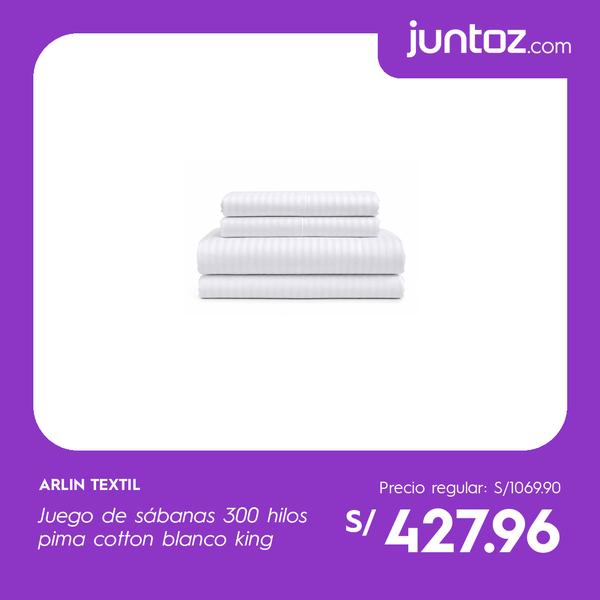 juntoz.com
ARLIN TEXTIL
Juego de sábanas 300 hilos
pima cotton blanco king
Precio regular: S/1069.90
S/ 427.96